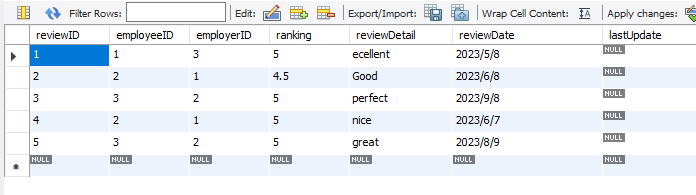 Filter Rows: Edit: Export/Import: Wrap Cell Content: IA Apply changes:
reviewID employeeID employerID ranking reviewDetail reviewDate lastUpdate
1 1 3 5 ecellent 2023/5/8 NULL
2 2 1 4.5 Good 2023/6/8 NULL
3 3 2 5 perfect 2023/9/8 NULL
4 2 1 5 nice 2023/6/7 NULL
5 3 2 5 great 2023/8/9 NULL
NULL NULL NULL NULL NULL NULL NULL